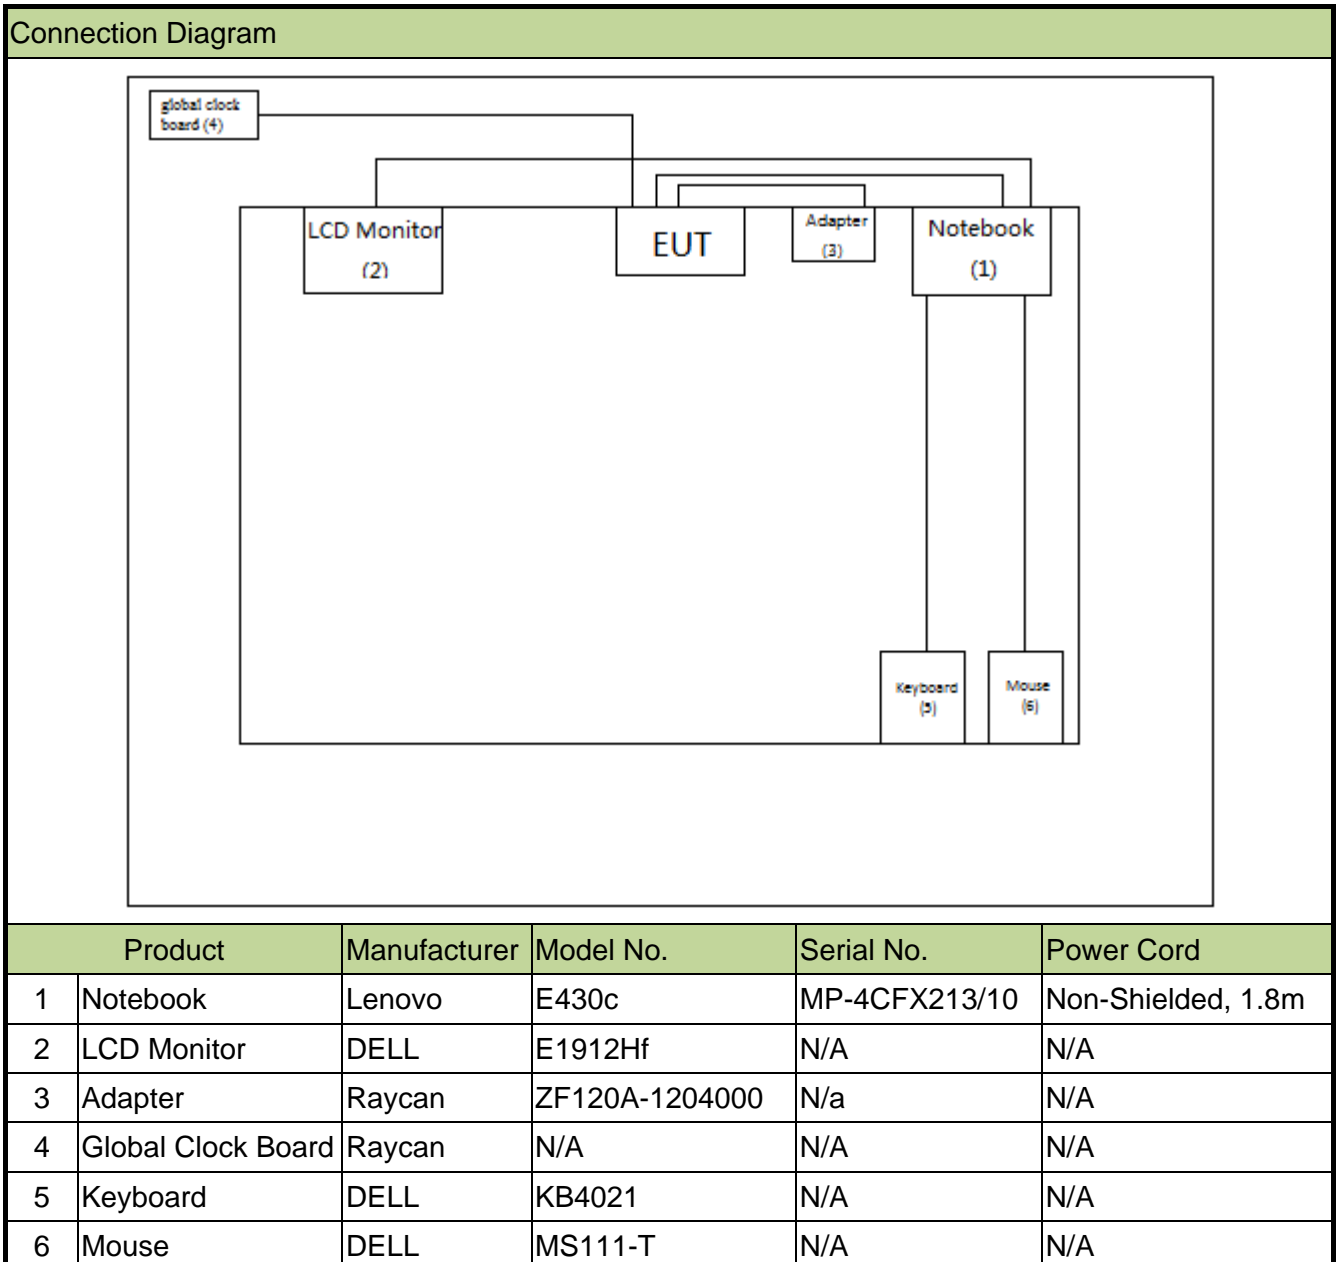 Connection Diagram
global clock
board (4)
LCD Monitor
(2)
EUT
Adapter
(3)
Notebook
(1)
Keyboard
(5)
Mouse
(6)
Product Manufacturer Model No. Serial No. Power Cord
1 Notebook Lenovo E430c MP-4CFX213/10 Non-Shielded, 1.8m
2 LCD Monitor DELL E1912Hf N/A N/A
3 Adapter Raycan ZF120A-1204000 N/a N/A
4 Global Clock Board Raycan N/A N/A N/A
5 Keyboard DELL KB4021 N/A N/A
6 Mouse DELL MS111-T N/A N/A